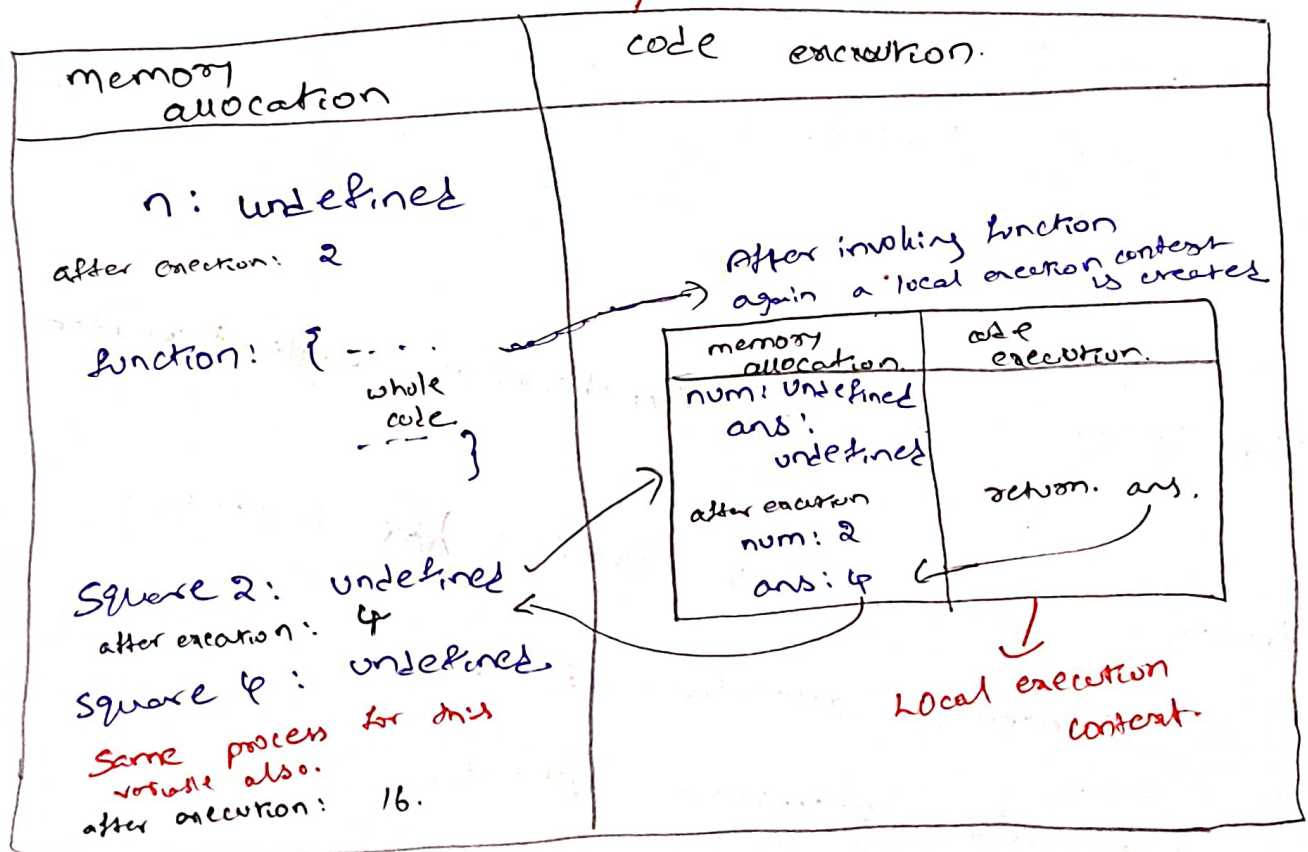 memory
allocation
code execution.
n: undefined
after execution: 2
function: { -...
whole
code
---- }
After invoking function
again a local execution context
is created
memory
allocation.
code
execution.
num: undefined
ans:
undefined
after execution
num: 2
ans: 4
return. ans.
Local execution
context.
Square 2: undefined
after execution: 4
square 4: undefined
Same process for this
variable also.
after execution: 16.